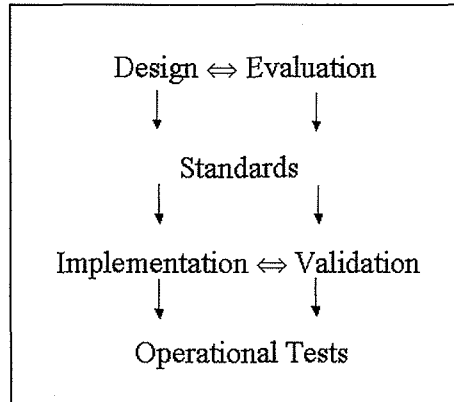 Design ⇔ Evaluation
Standards
Implementation ⇔ Validation
Operational Tests